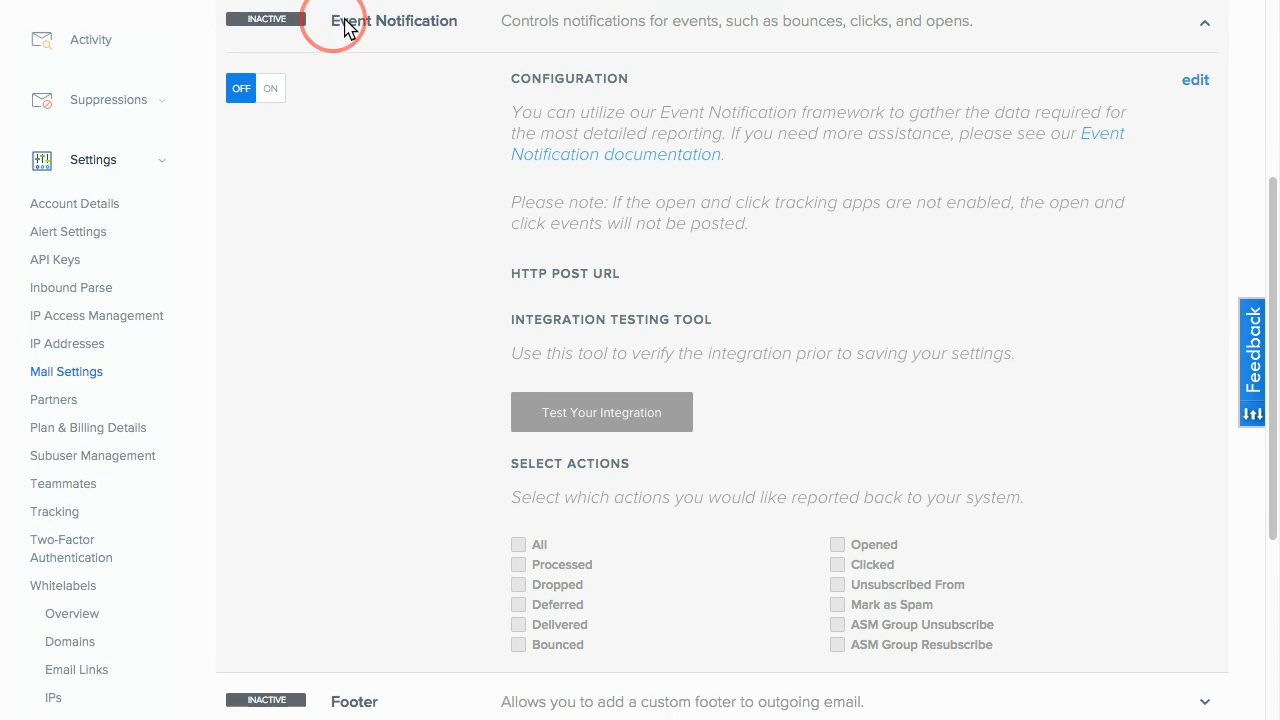 INACTIVE Event Notification Controls notifications for events, such as bounces, clicks, and opens.
Activity
Suppressions
Settings
Account Details
Alert Settings
API Keys
Inbound Parse
IP Access Management
IP Addresses
Mail Settings
Partners
Plan & Billing Details
Subuser Management
Teammates
Tracking
Two-Factor
Authentication
Whitelabels
Overview
Domains
Email Links
IPs
OFF ON
CONFIGURATION
edit
You can utilize our Event Notification framework to gather the data required for
the most detailed reporting. If you need more assistance, please see our Event
Notification documentation.
Please note: If the open and click tracking apps are not enabled, the open and
click events will not be posted.
HTTP POST URL
INTEGRATION TESTING TOOL
Use this tool to verify the integration prior to saving your settings.
Test Your Integration
SELECT ACTIONS
Select which actions you would like reported back to your system.
All
Processed
Dropped
Deferred
Delivered
Bounced
Opened
Clicked
Unsubscribed From
Mark as Spam
ASM Group Unsubscribe
ASM Group Resubscribe
INACTIVE Footer Allows you to add a custom footer to outgoing email.
Feedback